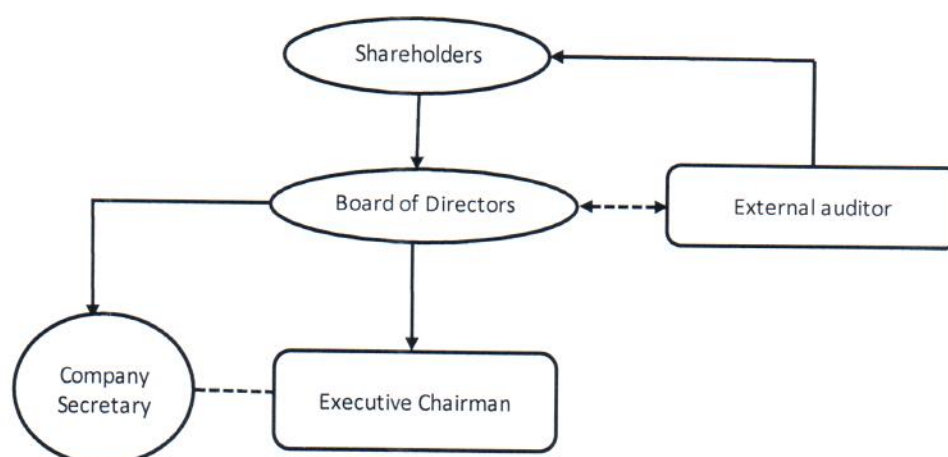 Shareholders
Board of Directors
External auditor
Company
Secretary
Executive Chairman